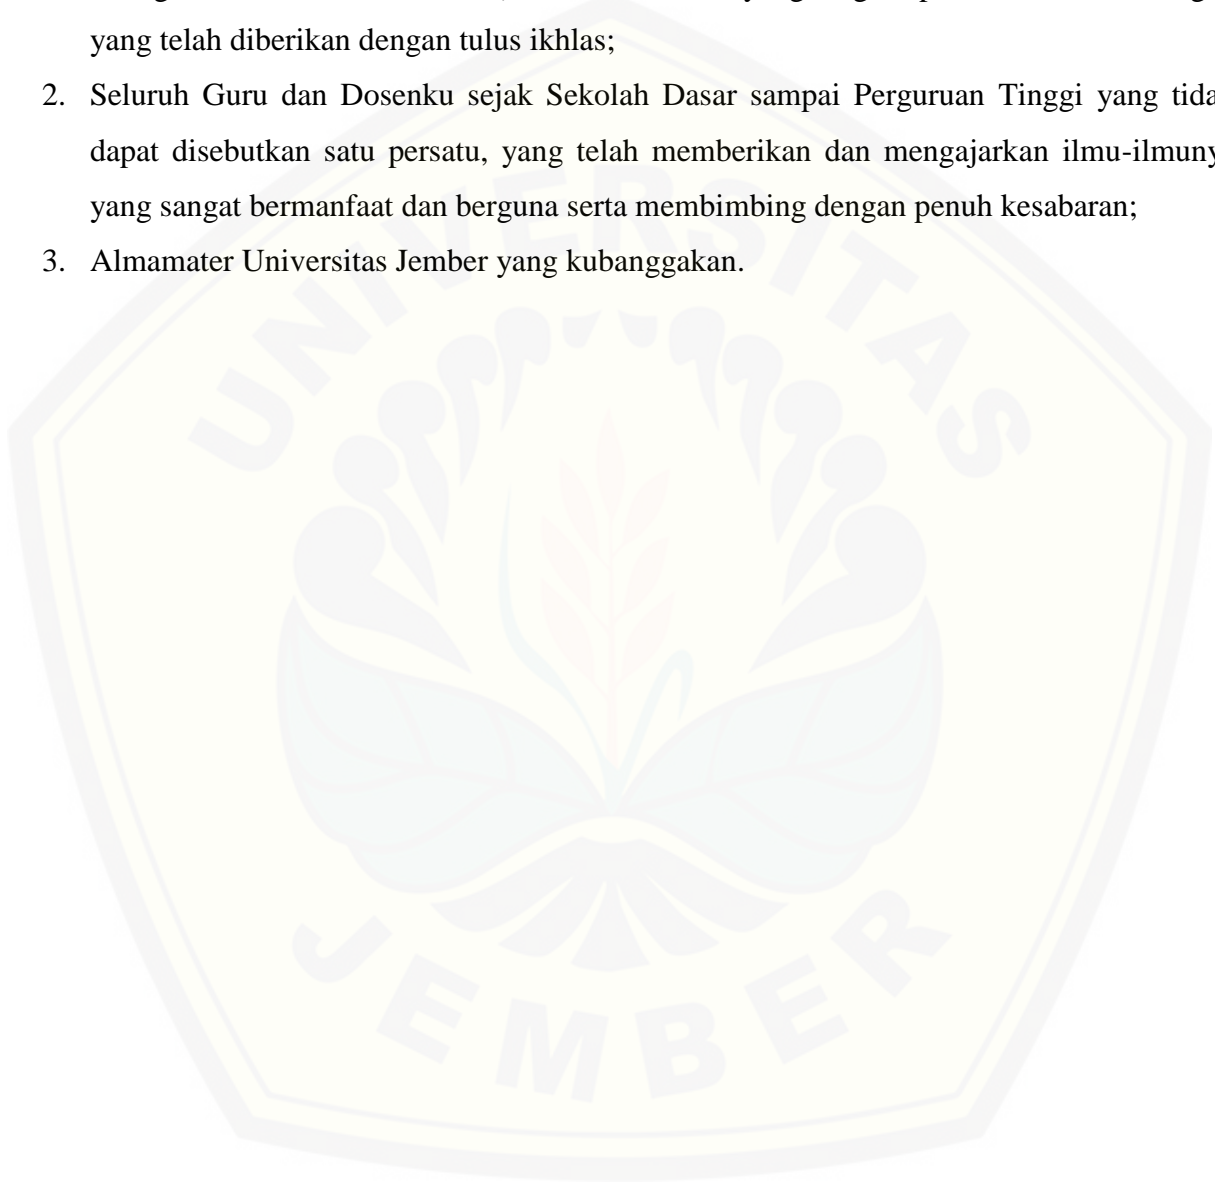 yang telah diberikan dengan tulus ikhlas;
2. Seluruh Guru dan Dosenku sejak Sekolah Dasar sampai Perguruan Tinggi yang tida
dapat disebutkan satu persatu, yang telah memberikan dan mengajarkan ilmu-ilmuny
yang sangat bermanfaat dan berguna serta membimbing dengan penuh kesabaran;
3. Almamater Universitas Jember yang kubanggakan.
UNIVERSITAS
JEMBER